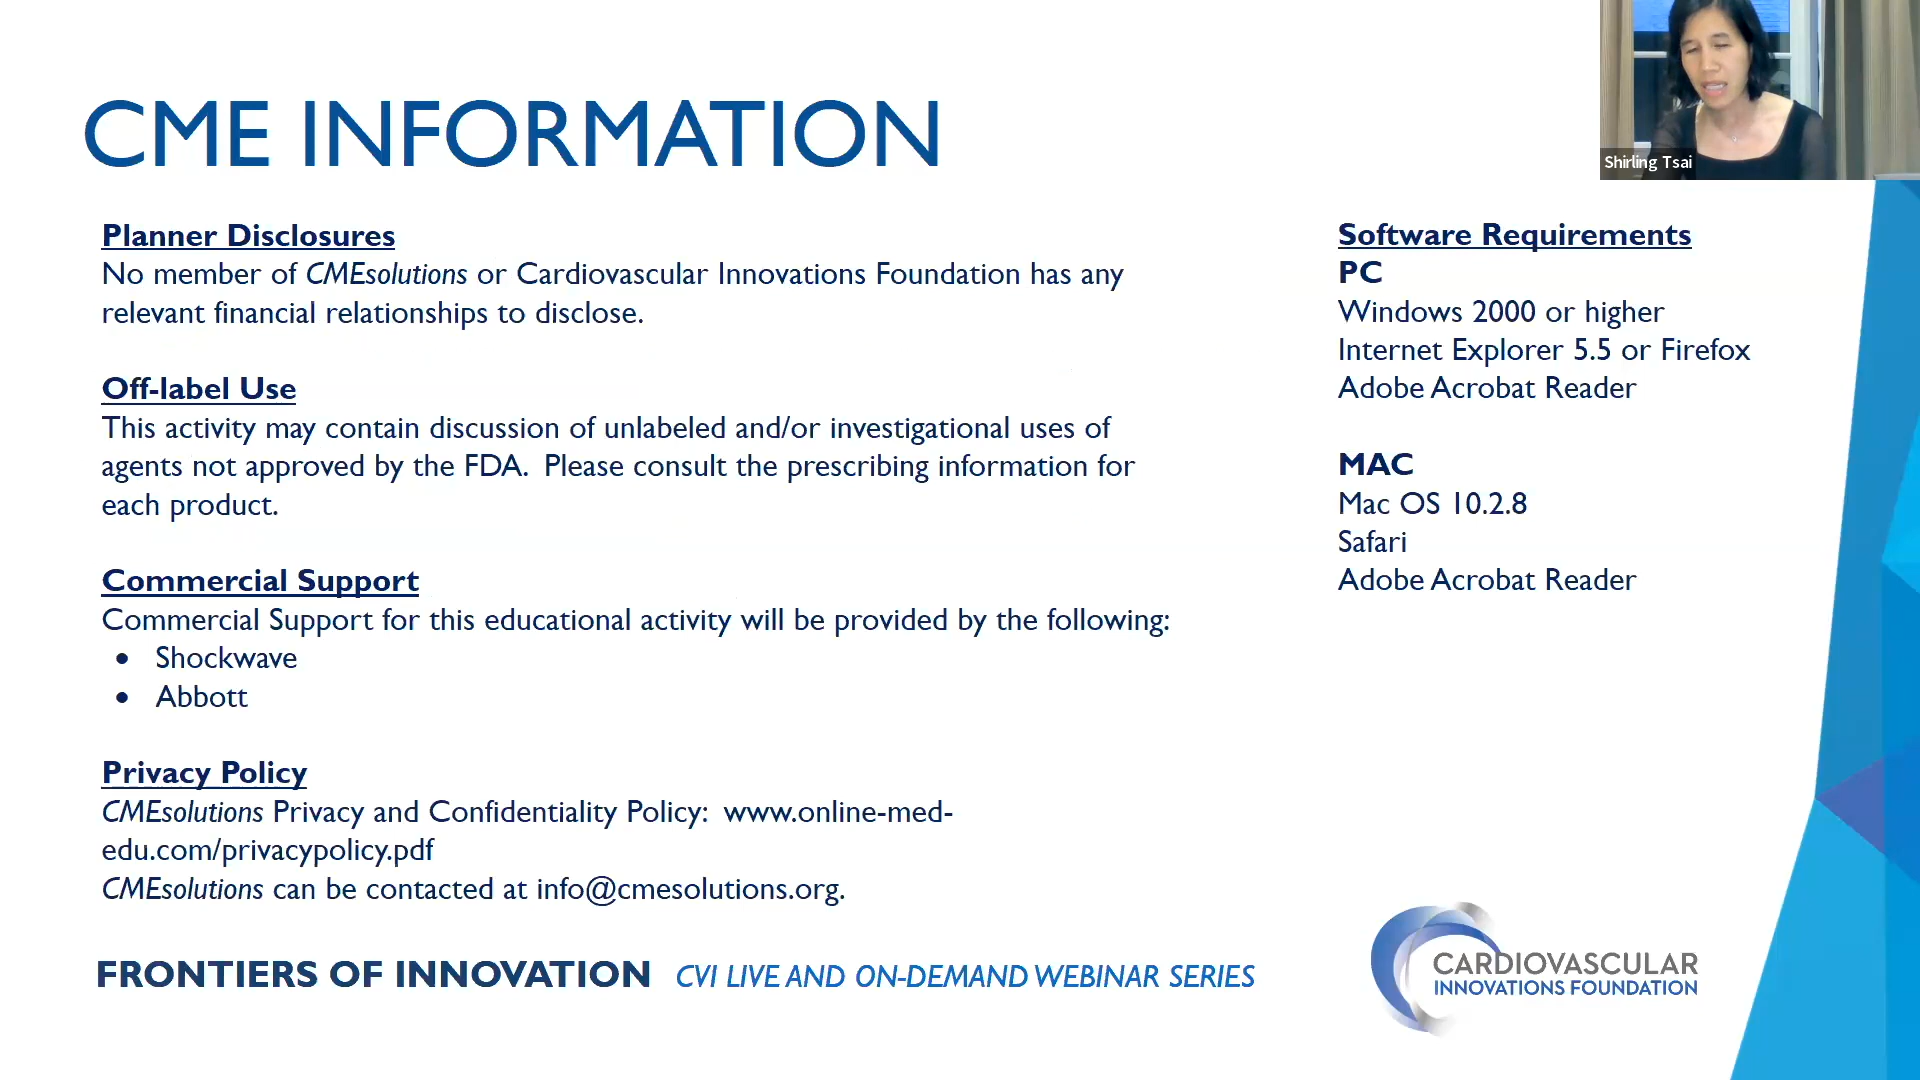 CME INFORMATION
Shirling Tsai
Planner Disclosures
No member of CMEsolutions or Cardiovascular Innovations Foundation has any
relevant financial relationships to disclose.
Off-label Use
This activity may contain discussion of unlabeled and/or investigational uses of
agents not approved by the FDA.  Please consult the prescribing information for
each product.
Commercial Support
Commercial Support for this educational activity will be provided by the following:
• Shockwave
• Abbott
Privacy Policy
CMEsolutions Privacy and Confidentiality Policy:  www.online-med-
edu.com/privacypolicy.pdf
CMEsolutions can be contacted at info@cmesolutions.org.
Software Requirements
PC
Windows 2000 or higher
Internet Explorer 5.5 or Firefox
Adobe Acrobat Reader
MAC
Mac OS 10.2.8
Safari
Adobe Acrobat Reader
FRONTIERS OF INNOVATION CVI LIVE AND ON-DEMAND WEBINAR SERIES
CARDIOVASCULAR
INNOVATIONS FOUNDATION